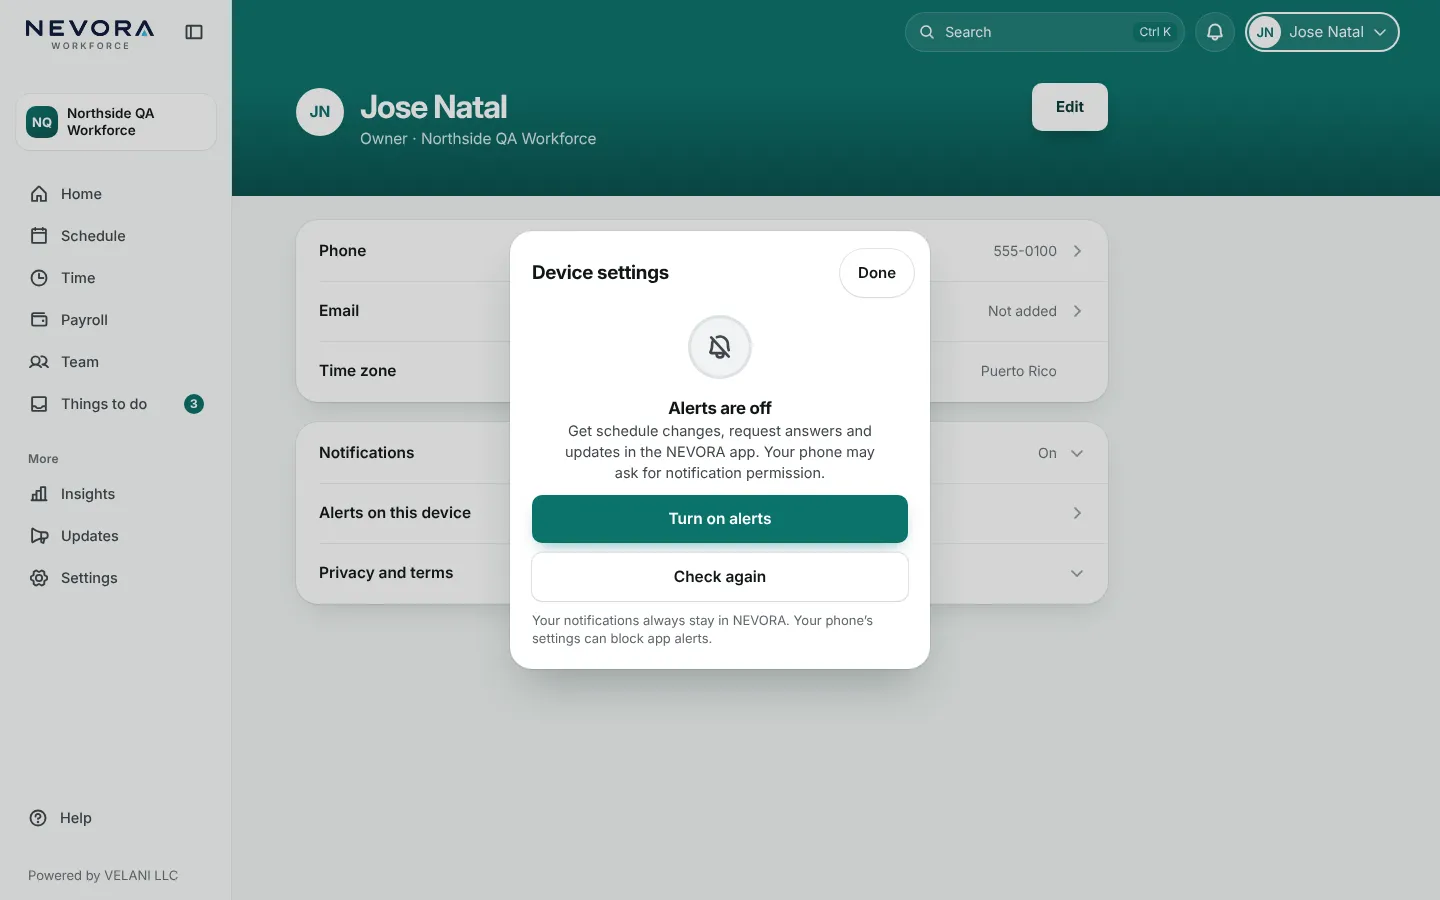 NEVORA
WORKFORCE
Search
Ctrl K
JN
Jose Natal
NQ
Northside QA
Workforce
JN
Jose Natal
Owner · Northside QA Workforce
Edit
Home
Schedule
Time
Payroll
Team
Things to do
3
More
Insights
Updates
Settings
Help
Powered by VELANI LLC
Phone
555-0100
Email
Not added
Time zone
Puerto Rico
Notifications
On
Alerts on this device
Privacy and terms
Device settings
Done
Alerts are off
Get schedule changes, request answers and
updates in the NEVORA app. Your phone may
ask for notification permission.
Turn on alerts
Check again
Your notifications always stay in NEVORA. Your phone’s
settings can block app alerts.